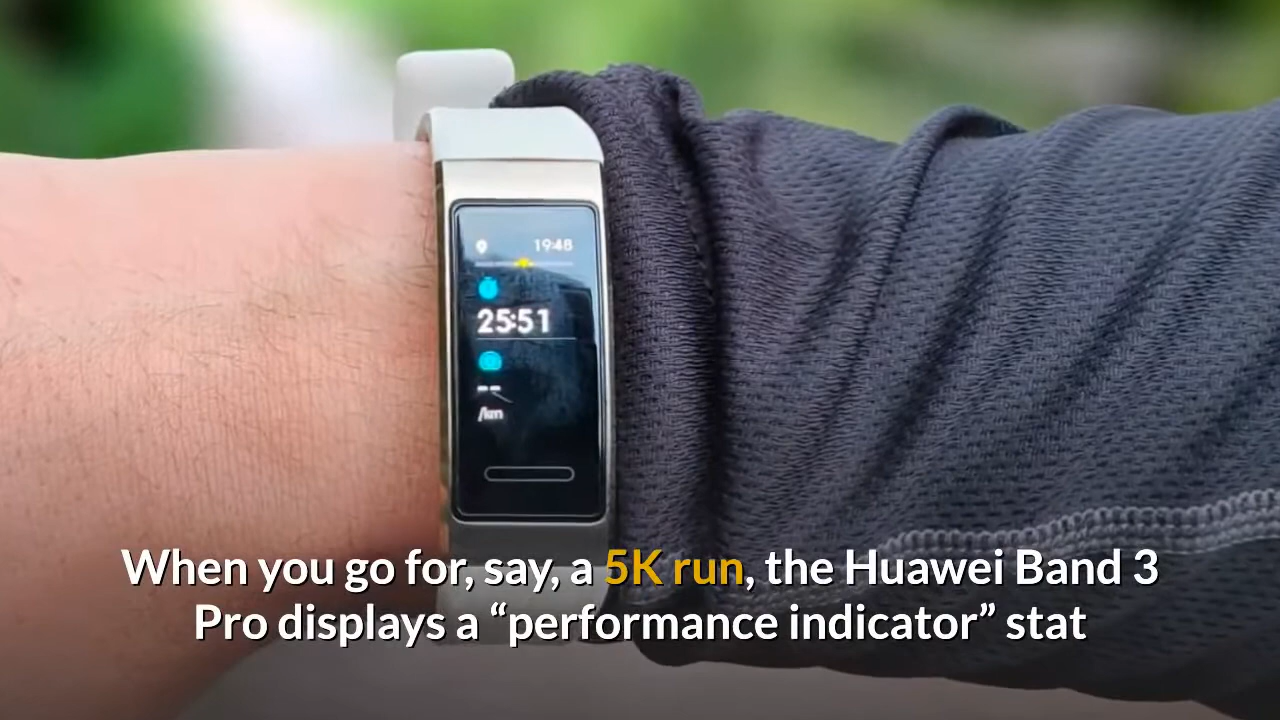 19:48
25:51
--
/km
When you go for, say, a 5K run, the Huawei Band 3
Pro displays a “performance indicator” stat